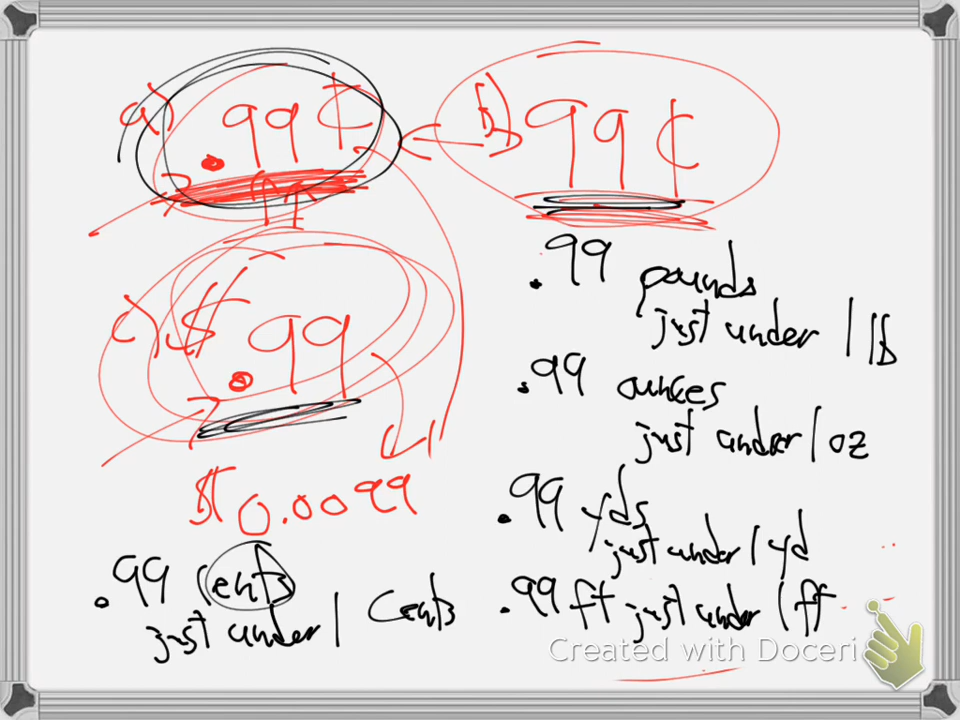 a) .99 ¢
b) 99 ¢
c) $ .99
$ 0.0099
.99 cents
just under 1 cents
.99 pounds
just under 1 lb
.99 ounces
just under 1 oz
.99 yds
just under 1 yd
.99 ft just under 1 ft
Created with Doceri